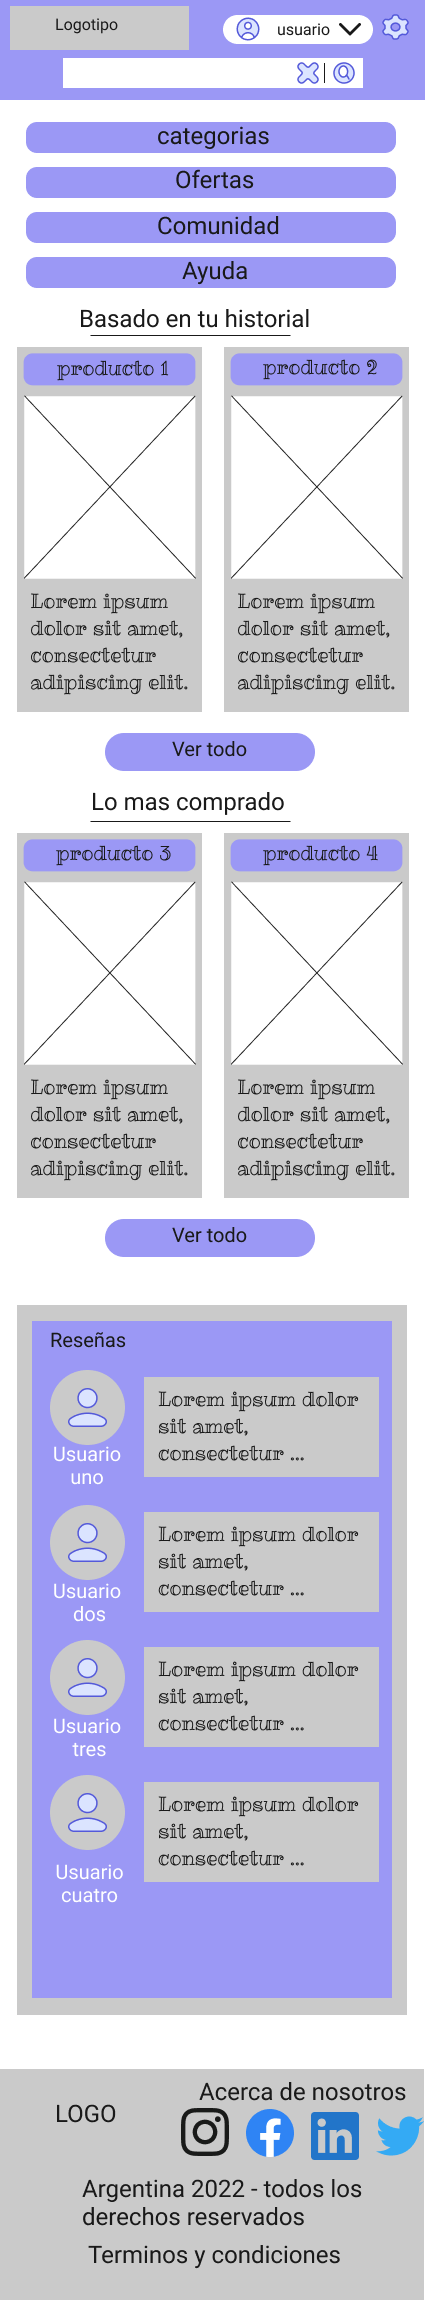 Logotipo
usuario
categorias
Ofertas
Comunidad
Ayuda
Basado en tu historial
producto 1
producto 2
Lorem ipsum
dolor sit amet,
consectetur
adipiscing elit.
Lorem ipsum
dolor sit amet,
consectetur
adipiscing elit.
Ver todo
Lo mas comprado
producto 3
producto 4
Lorem ipsum
dolor sit amet,
consectetur
adipiscing elit.
Lorem ipsum
dolor sit amet,
consectetur
adipiscing elit.
Ver todo
Reseñas
Usuario
uno
Lorem ipsum dolor
sit amet,
consectetur ...
Usuario
dos
Lorem ipsum dolor
sit amet,
consectetur ...
Usuario
tres
Lorem ipsum dolor
sit amet,
consectetur ...
Usuario
cuatro
Lorem ipsum dolor
sit amet,
consectetur ...
LOGO
Acerca de nosotros
in
Argentina 2022 - todos los
derechos reservados
Terminos y condiciones